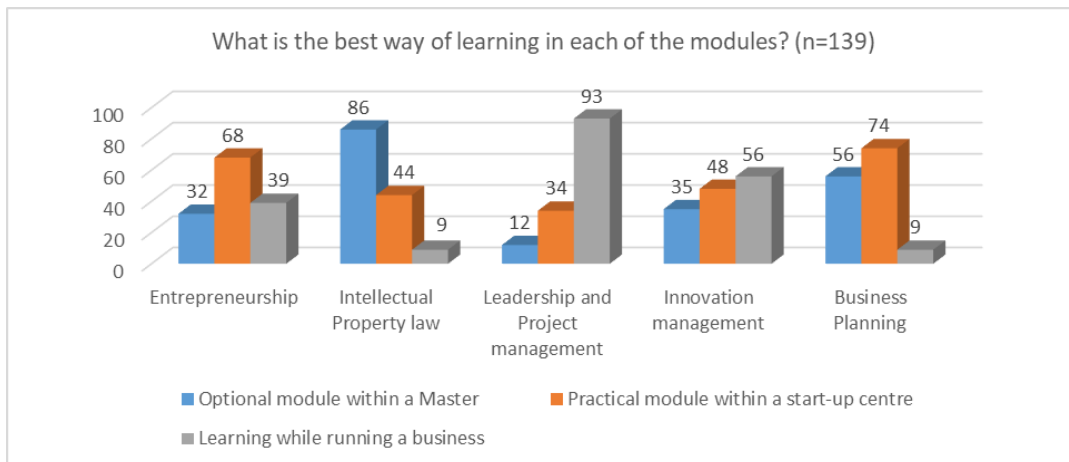 What is the best way of learning in each of the modules? (n=139)
100
80
60
40
20
0
32
68
39
86
44
9
12
34
93
35
48
56
56
74
9
Entrepreneurship
Intellectual
Property law
Leadership and
Project
management
Innovation
management
Business
Planning
Optional module within a Master
Practical module within a start-up centre
Learning while running a business